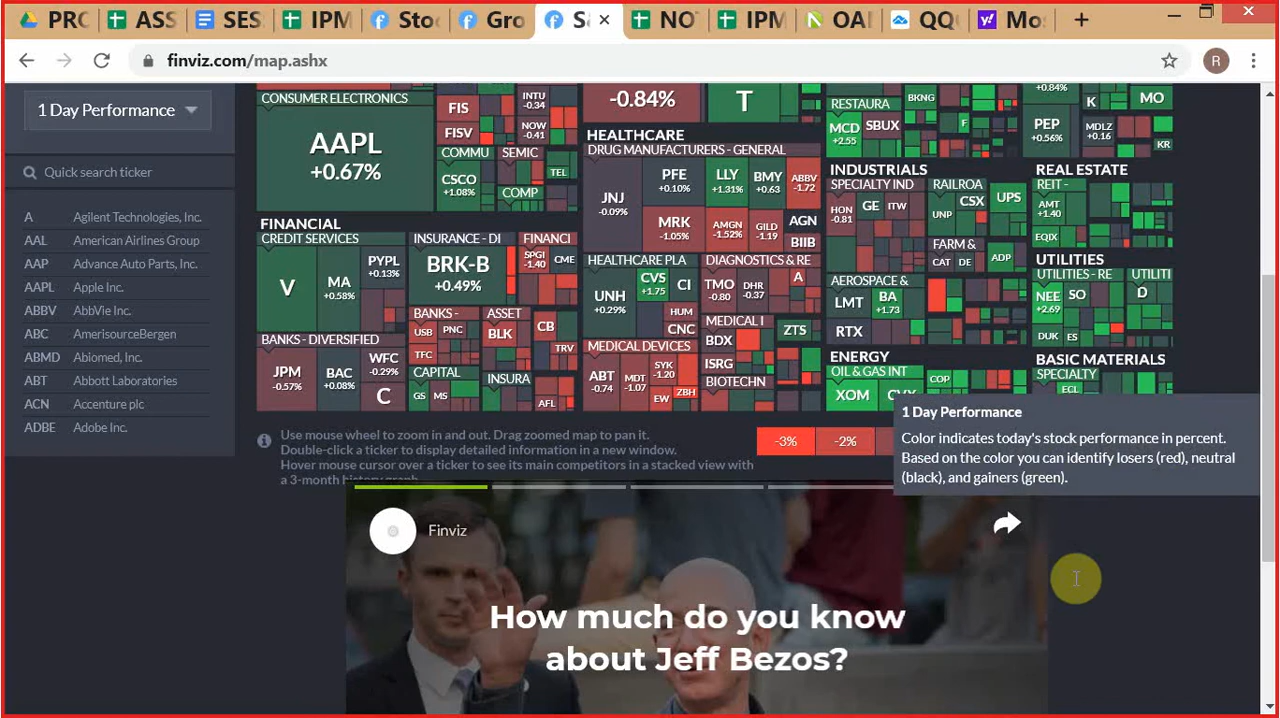 PRO
ASS
SES
IPM
Sto
Gro
S
NOT
IPM
OAI
QQQ
Mos
finviz.com/map.ashx
R
1 Day Performance
Quick search ticker
A Agilent Technologies, Inc.
AAL American Airlines Group
AAP Advance Auto Parts, Inc.
AAPL Apple Inc.
ABBV AbbVie Inc.
ABC AmerisourceBergen
ABMD Abiomed, Inc.
ABT Abbott Laboratories
ACN Accenture plc
ADBE Adobe Inc.
CONSUMER ELECTRONICS
AAPL
+0.67%
FIS
FISV
INTU
-0.34
NOW
-0.41
COMMU
CSCO
+1.08%
SEMIC
TEL
COMP
-0.84%
T
FINANCIAL
CREDIT SERVICES
V
MA
+0.58%
PYPL
+0.13%
INSURANCE - DI
BRK-B
+0.49%
FINANCI
SPGI
-1.40
CME
BANKS - DIVERSIFIED
JPM
-0.57%
BAC
+0.08%
WFC
-0.29%
C
BANKS -
USB
PNC
TFC
CAPITAL
GS
MS
ASSET
BLK
CB
TRV
INSURA
AFL
HEALTHCARE
DRUG MANUFACTURERS - GENERAL
JNJ
-0.09%
PFE
+0.10%
LLY
+1.31%
BMY
+0.63
ABBV
-1.72
MRK
-1.05%
AMGN
-1.52%
GILD
-1.19
AGN
BIIB
HEALTHCARE PLA
UNH
+0.29%
CVS
+1.75
CI
HUM
CNC
DIAGNOSTICS & RE
TMO
-0.80
DHR
-0.37
A
MEDICAL I
BDX
ISRG
ZTS
MEDICAL DEVICES
ABT
-0.74
MDT
-1.07
SYK
-1.20
EW
ZBH
BIOTECHN
RESTAURA
MCD
+2.55
SBUX
BKNG
F
INDUSTRIALS
SPECIALTY IND
HON
-0.81
GE
ITW
RAILROA
UNP
CSX
UPS
FARM &
CAT
DE
ADP
AEROSPACE &
LMT
BA
+1.73
RTX
ENERGY
OIL & GAS INT
XOM
CVX
COP
+0.84%
PEP
+0.56%
K
MO
MDLZ
+0.16
KR
REAL ESTATE
REIT -
AMT
+1.40
EQIX
UTILITIES
UTILITIES - RE
NEE
+2.69
SO
DUK
ES
UTILITI
D
BASIC MATERIALS
SPECIALTY
ECL
Use mouse wheel to zoom in and out. Drag zoomed map to pan it.
Double-click a ticker to display detailed information in a new window.
Hover mouse cursor over a ticker to see its main competitors in a stacked view with
a 3-month history graph.
-3%
-2%
1 Day Performance
Color indicates today's stock performance in percent.
Based on the color you can identify losers (red), neutral
(black), and gainers (green).
Finviz
How much do you know
about Jeff Bezos?